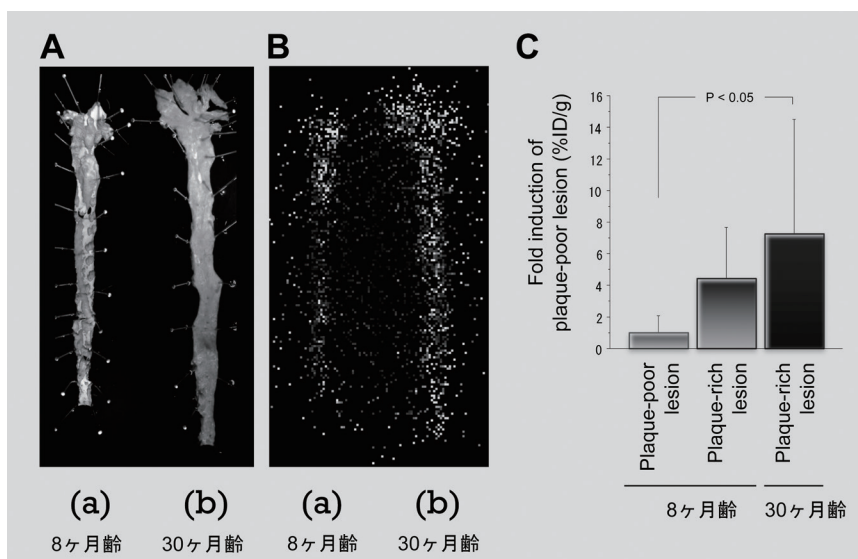 A
B
C
(a)
(b)
8ヶ月齢
30ヶ月齢
(a)
(b)
8ヶ月齢
30ヶ月齢
Fold induction of
plaque-poor lesion (%ID/g)
16
14
12
10
8
6
4
2
0
P < 0.05
Plaque-poor
lesion
Plaque-rich
lesion
Plaque-rich
lesion
8ヶ月齢
30ヶ月齢